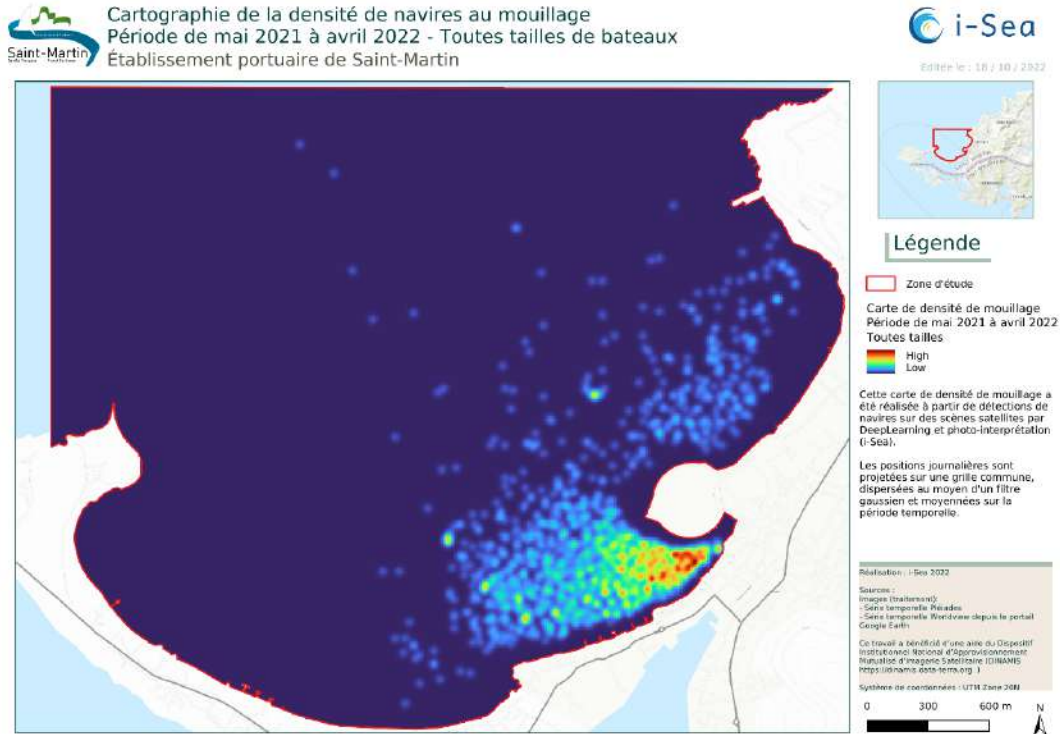 Cartographie de la densité de navires au mouillage
Période de mai 2021 à avril 2022 - Toutes tailles de bateaux
Établissement portuaire de Saint-Martin
Saint-Martin
i-Sea
Editée le : 18 / 10 / 2022
Légende
Zone d'étude
Carte de densité de mouillage
Période de mai 2021 à avril 2022
Toutes tailles
High
Low
Cette carte de densité de mouillage a
été réalisée à partir de détections de
navires sur des scènes satellites par
DeepLearning et photo-interprétation
(i-Sea).
Les positions journalières sont
projetées sur une grille commune,
dispersées au moyen d'un filtre
gaussien et moyennées sur la
période temporelle.
Réalisation : i-Sea 2022
Sources :
Images (traitement):
- Série temporelle Pléiades
- Série temporelle Worldview depuis le portail
Google Earth
Ce travail a bénéficié d'une aide du Dispositif
Institutionnel National d'Approvisionnement
Mutualisé d'Imagerie Satellitaire (DINAMIS
https://dinamis.data-terra.org )
Système de coordonnées : UTM Zone 20N
0 300 600 m
N